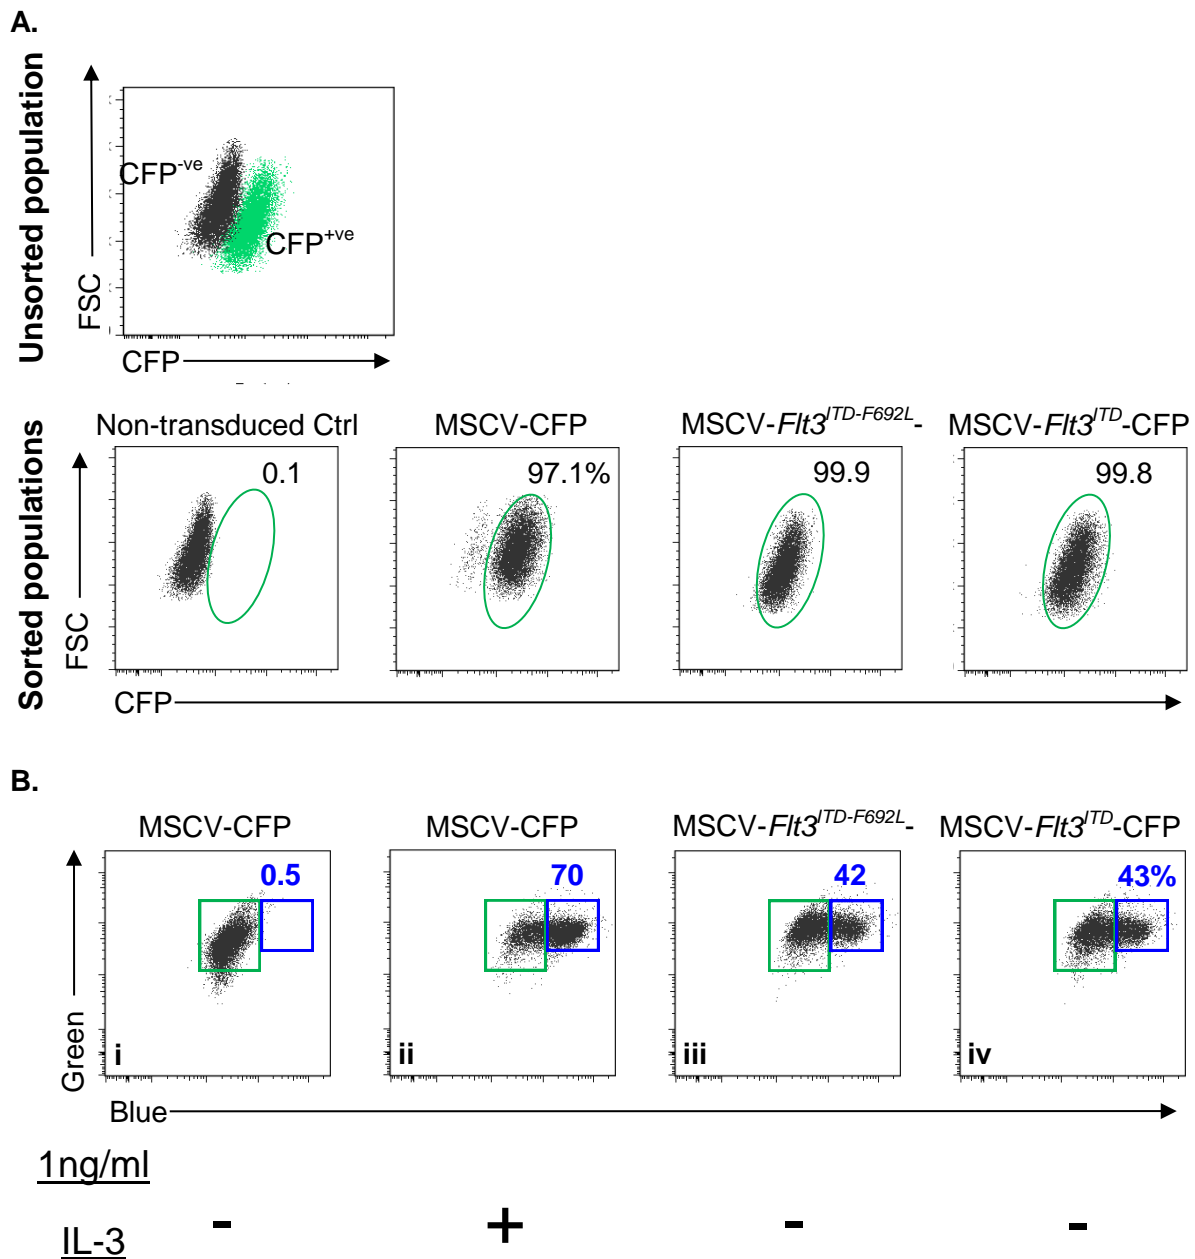 A.
Unsorted population
FSC
CFP-ve
CFP+ve
CFP
Sorted populations
Non-transduced Ctrl
MSCV-CFP
MSCV-Flt3ITD-F692L-
MSCV-Flt3ITD-CFP
FSC
0.1
97.1%
99.9
99.8
CFP
B.
MSCV-CFP
MSCV-CFP
MSCV-Flt3ITD-F692L-
MSCV-Flt3ITD-CFP
Green
0.5
70
42
43%
i
ii
iii
iv
Blue
1ng/ml
IL-3
- + - -